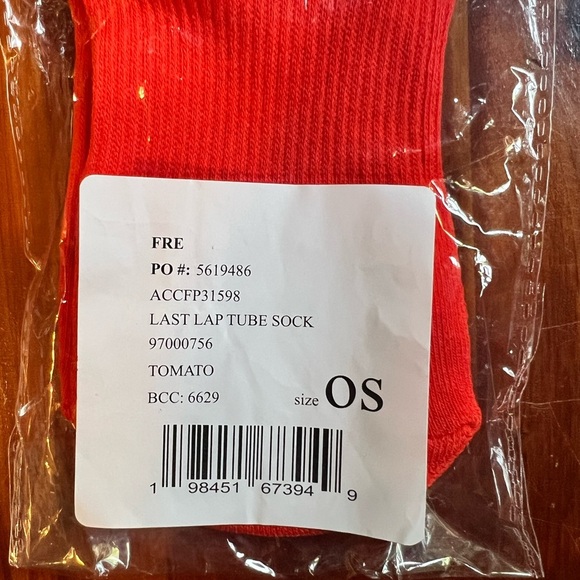 FRE
PO #: 5619486
ACCFP31598
LAST LAP TUBE SOCK
97000756
TOMATO
BCC: 6629
size OS
1 98451 67394 9